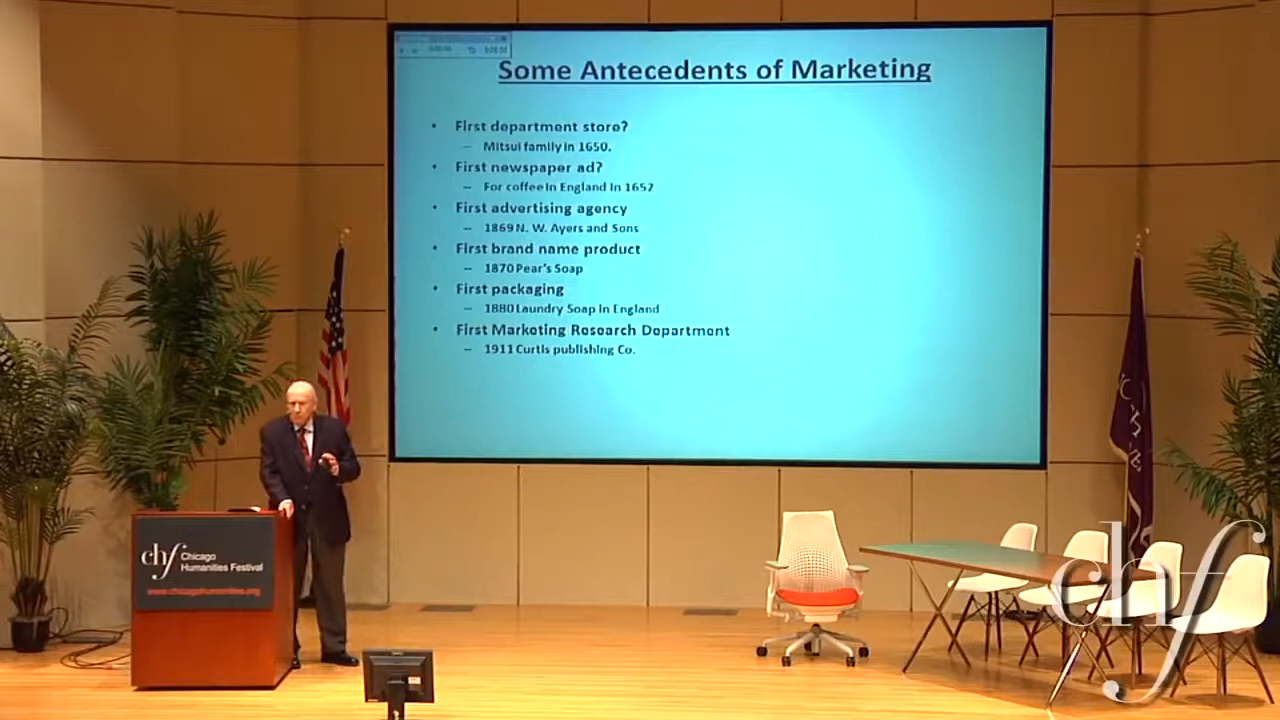 Some Antecedents of Marketing
• First department store?
– Mitsui family in 1650.
• First newspaper ad?
– For coffee in England in 1652
• First advertising agency
– 1869 N. W. Ayers and Sons
• First brand name product
– 1870 Pear's Soap
• First packaging
– 1880 Laundry Soap in England
• First Marketing Research Department
– 1911 Curtis publishing Co.
chf Chicago
Humanities Festival
www.chicagohumanities.org
chf